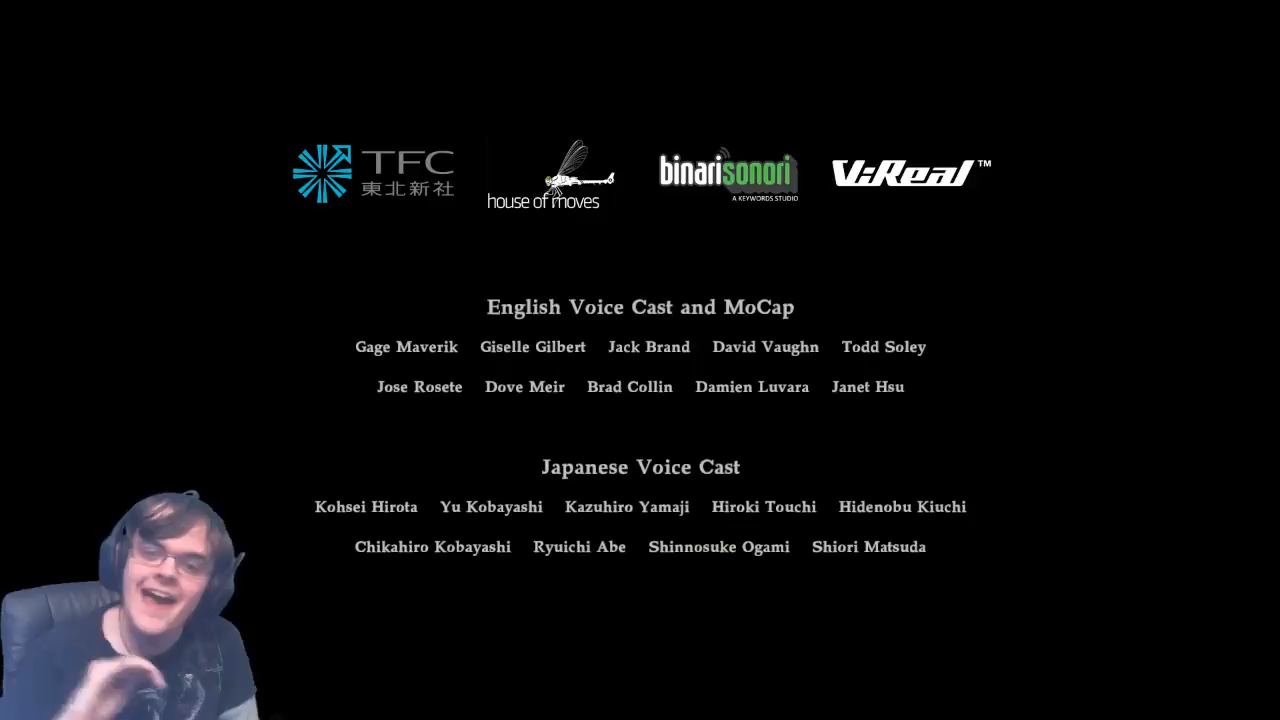 TFC
東北新社
house of moves
binarisonori
A KEYWORDS STUDIO
V:Real™
English Voice Cast and MoCap
Gage Maverik Giselle Gilbert Jack Brand David Vaughn Todd Soley
Jose Rosete Dove Meir Brad Collin Damien Luvara Janet Hsu
Japanese Voice Cast
Kohsei Hirota Yu Kobayashi Kazuhiro Yamaji Hiroki Touchi Hidenobu Kiuchi
Chikahiro Kobayashi Ryuichi Abe Shinnosuke Ogami Shiori Matsuda